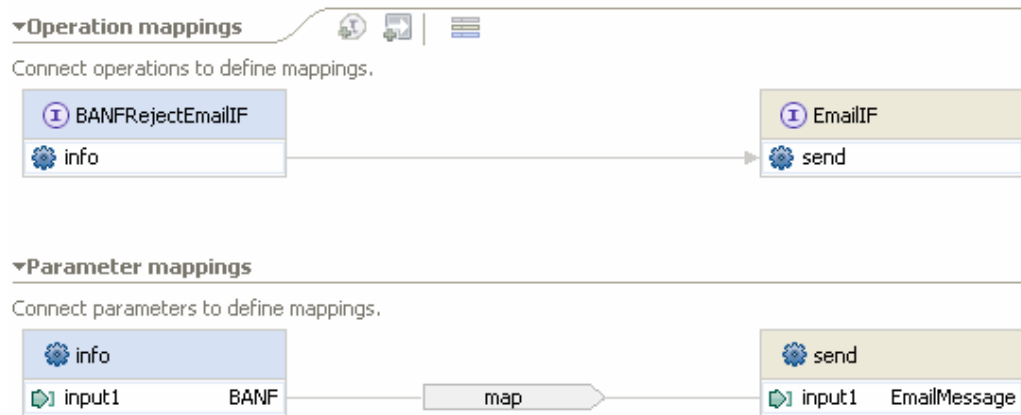 Operation mappings
Connect operations to define mappings.
BANFRejectEmailIF EmailIF
info send
Parameter mappings
Connect parameters to define mappings.
info send
input1 BANF map input1 EmailMessage